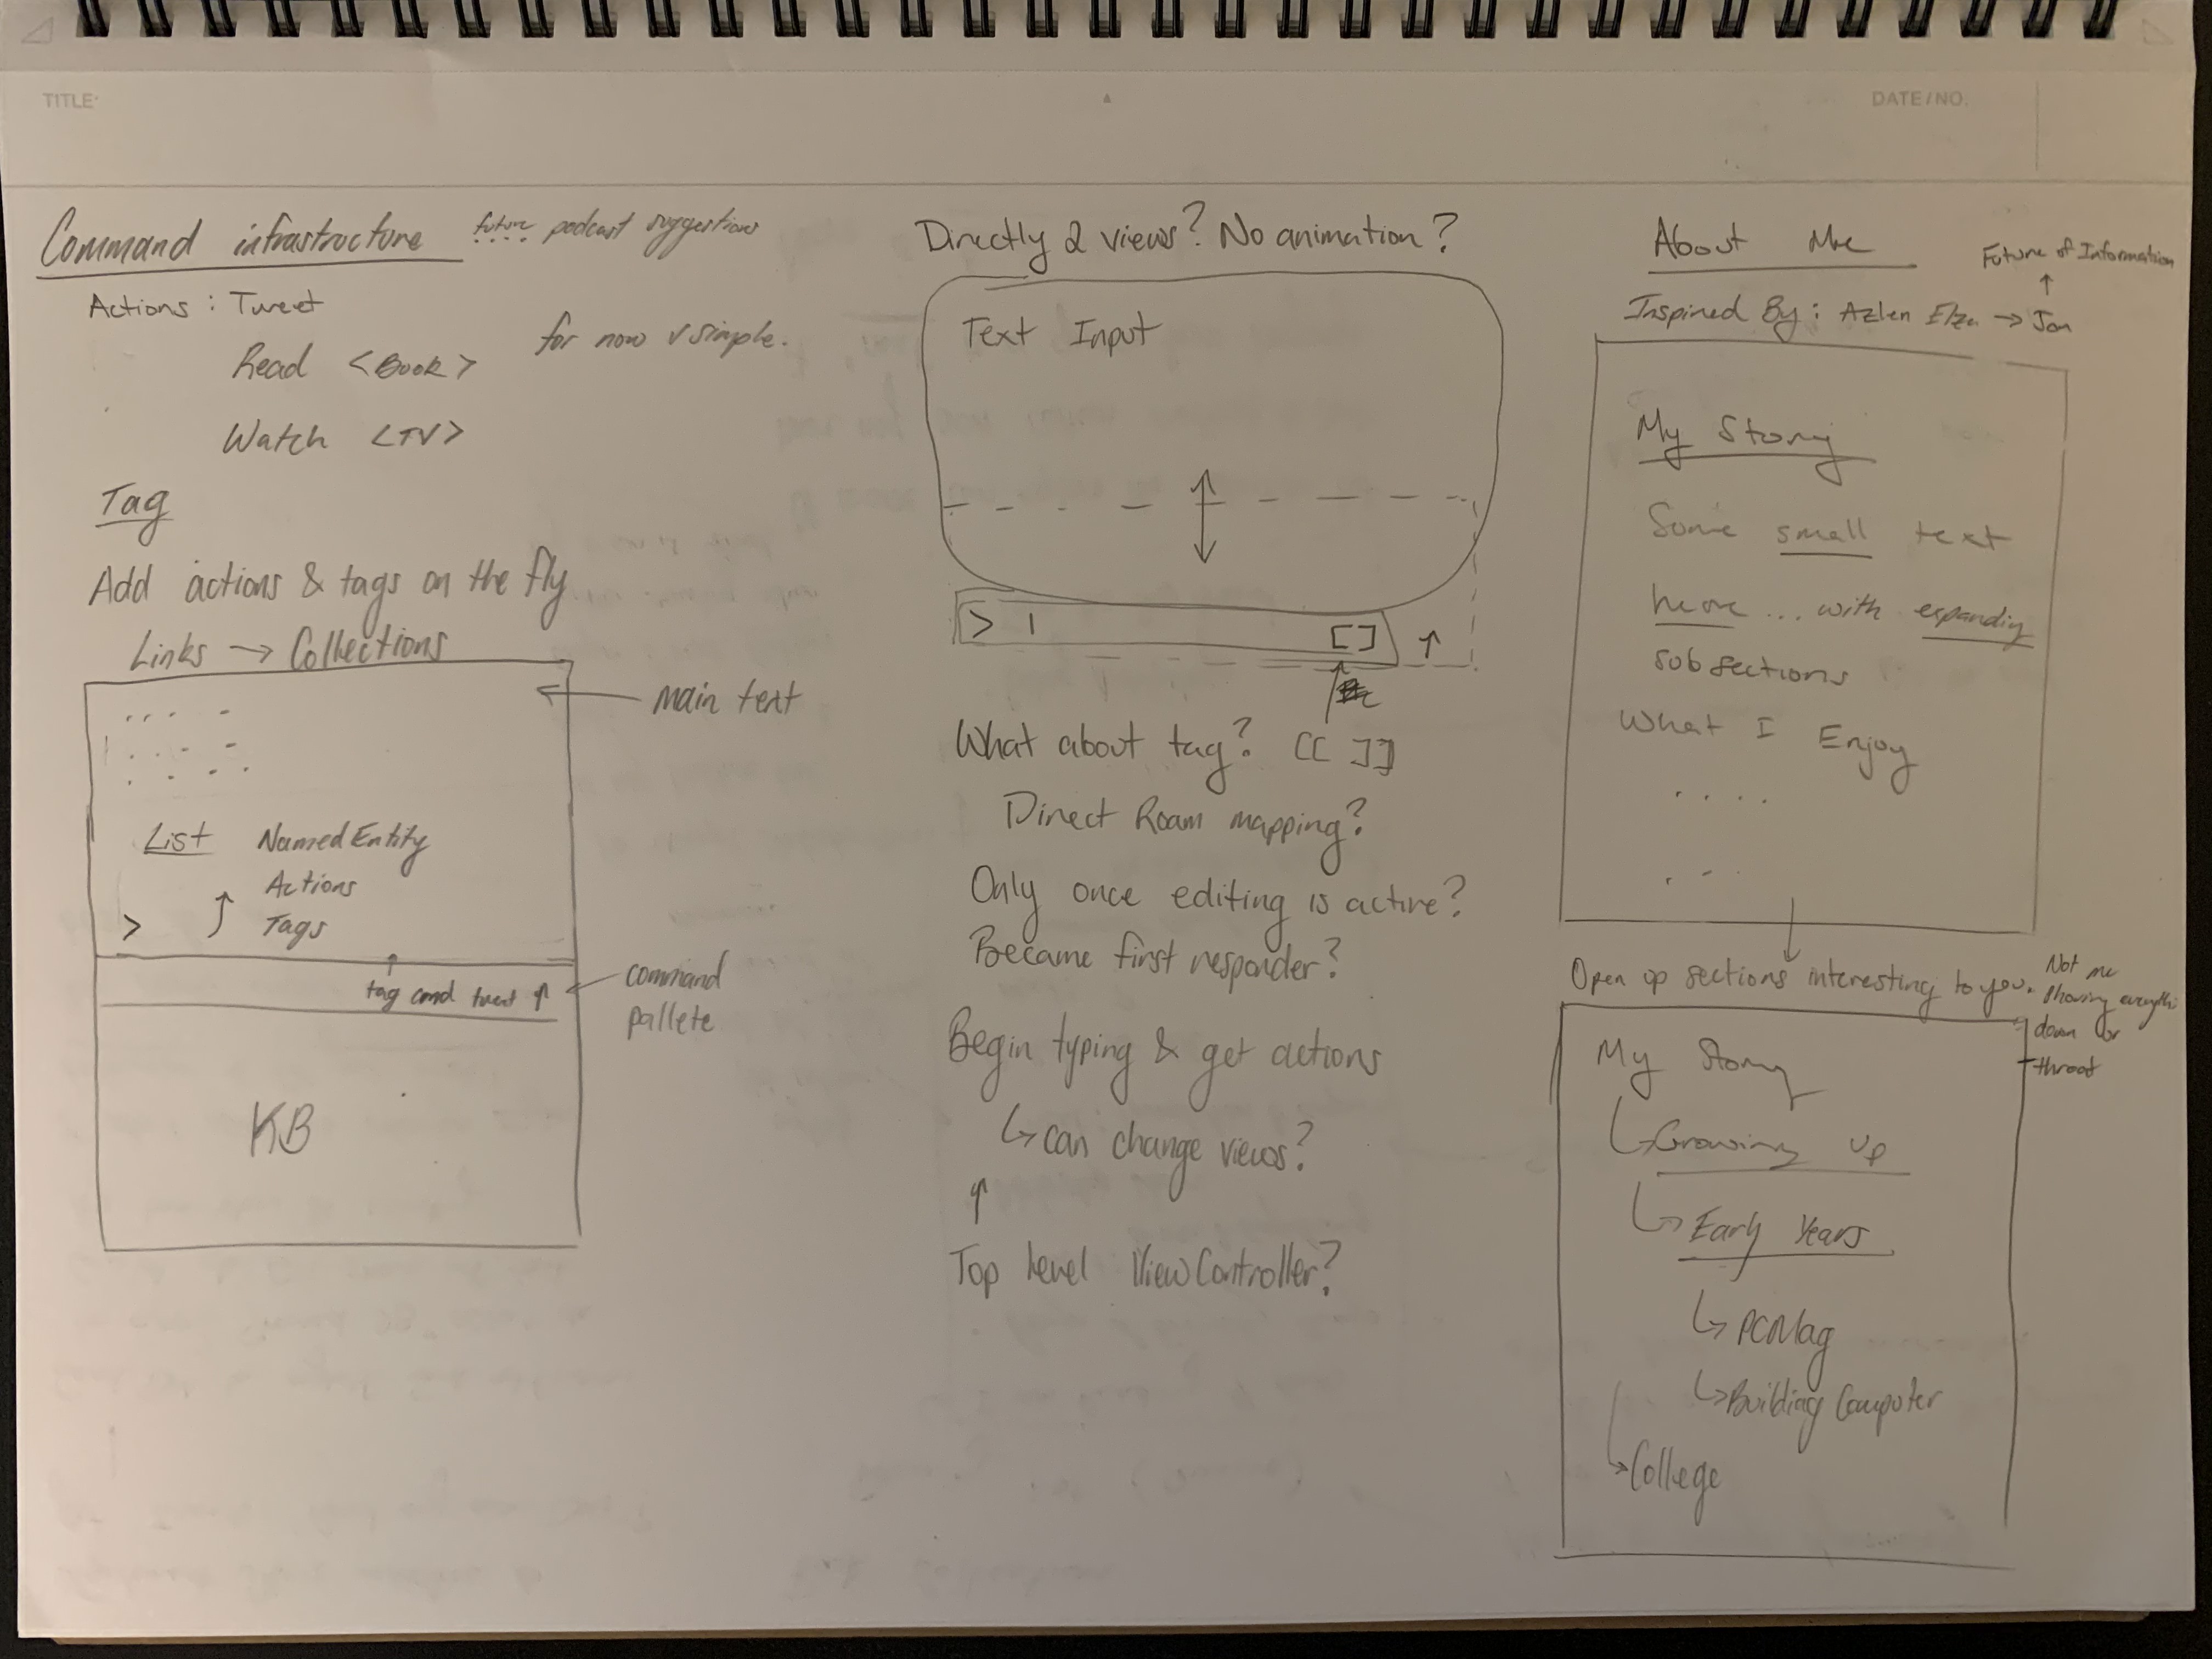 TITLE:
DATE/NO.
Command infrastructure
future podcast suggestions
Actions : Tweet
for now v simple.
Read <Book>
Watch <TV>
Tag
Add actions & tags on the fly
Links → Collections
main text
List NamedEntity
Actions
> ↑ Tags
tag cmd tweet ↑
command
pallete
KB
Directly 2 views? No animation?
Text Input
> | [] ↑
What about tag? [[ ]]
Direct Roam mapping?
Only once editing is active?
Became first responder?
Begin typing & get actions
↳ can change views?
↑
Top Level ViewController?
About Me
Future of Information
↑
Inspired By: Azlen → Jon
My Story
Some small text
here ... with expanding
subsections
What I Enjoy
. . . .
Open up sections interesting to you.
Not me
shoving everything
down ur
throat
My Story
↳ Growing up
↳ Early Years
↳ PCMag
↳ Building Computer
↳ College